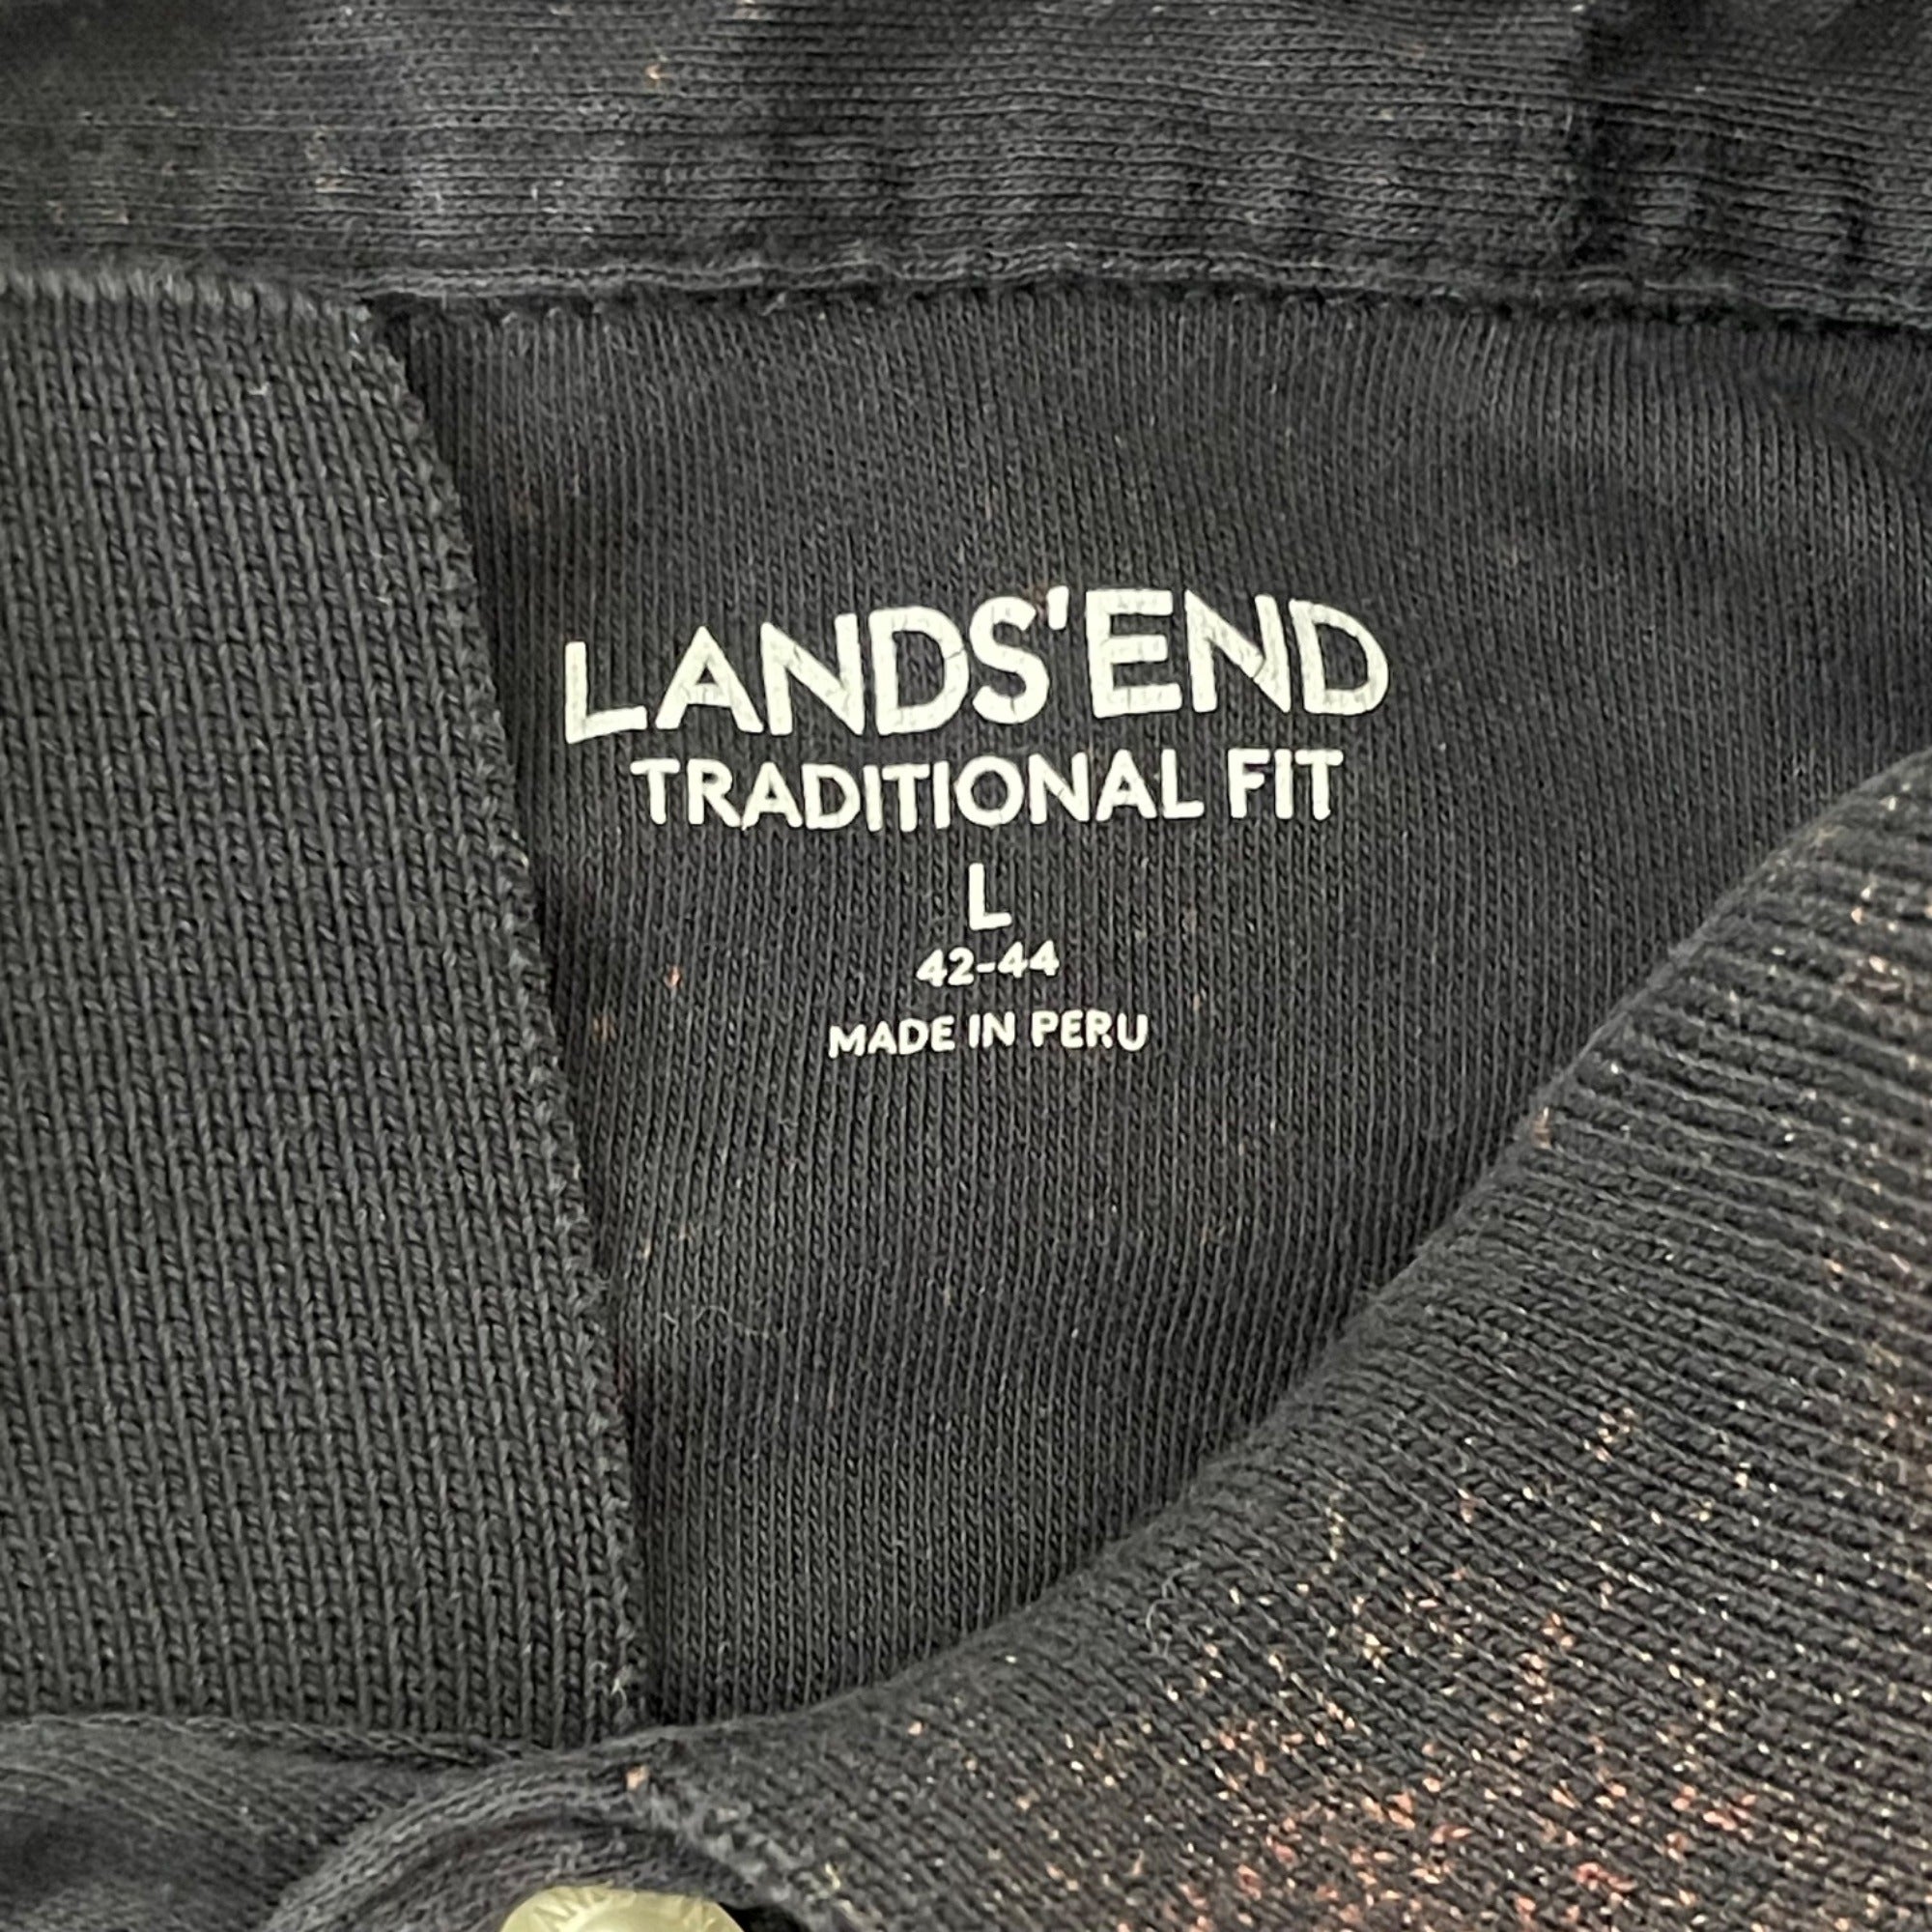 LANDS' END
TRADITIONAL FIT
L
42-44
MADE IN PERU